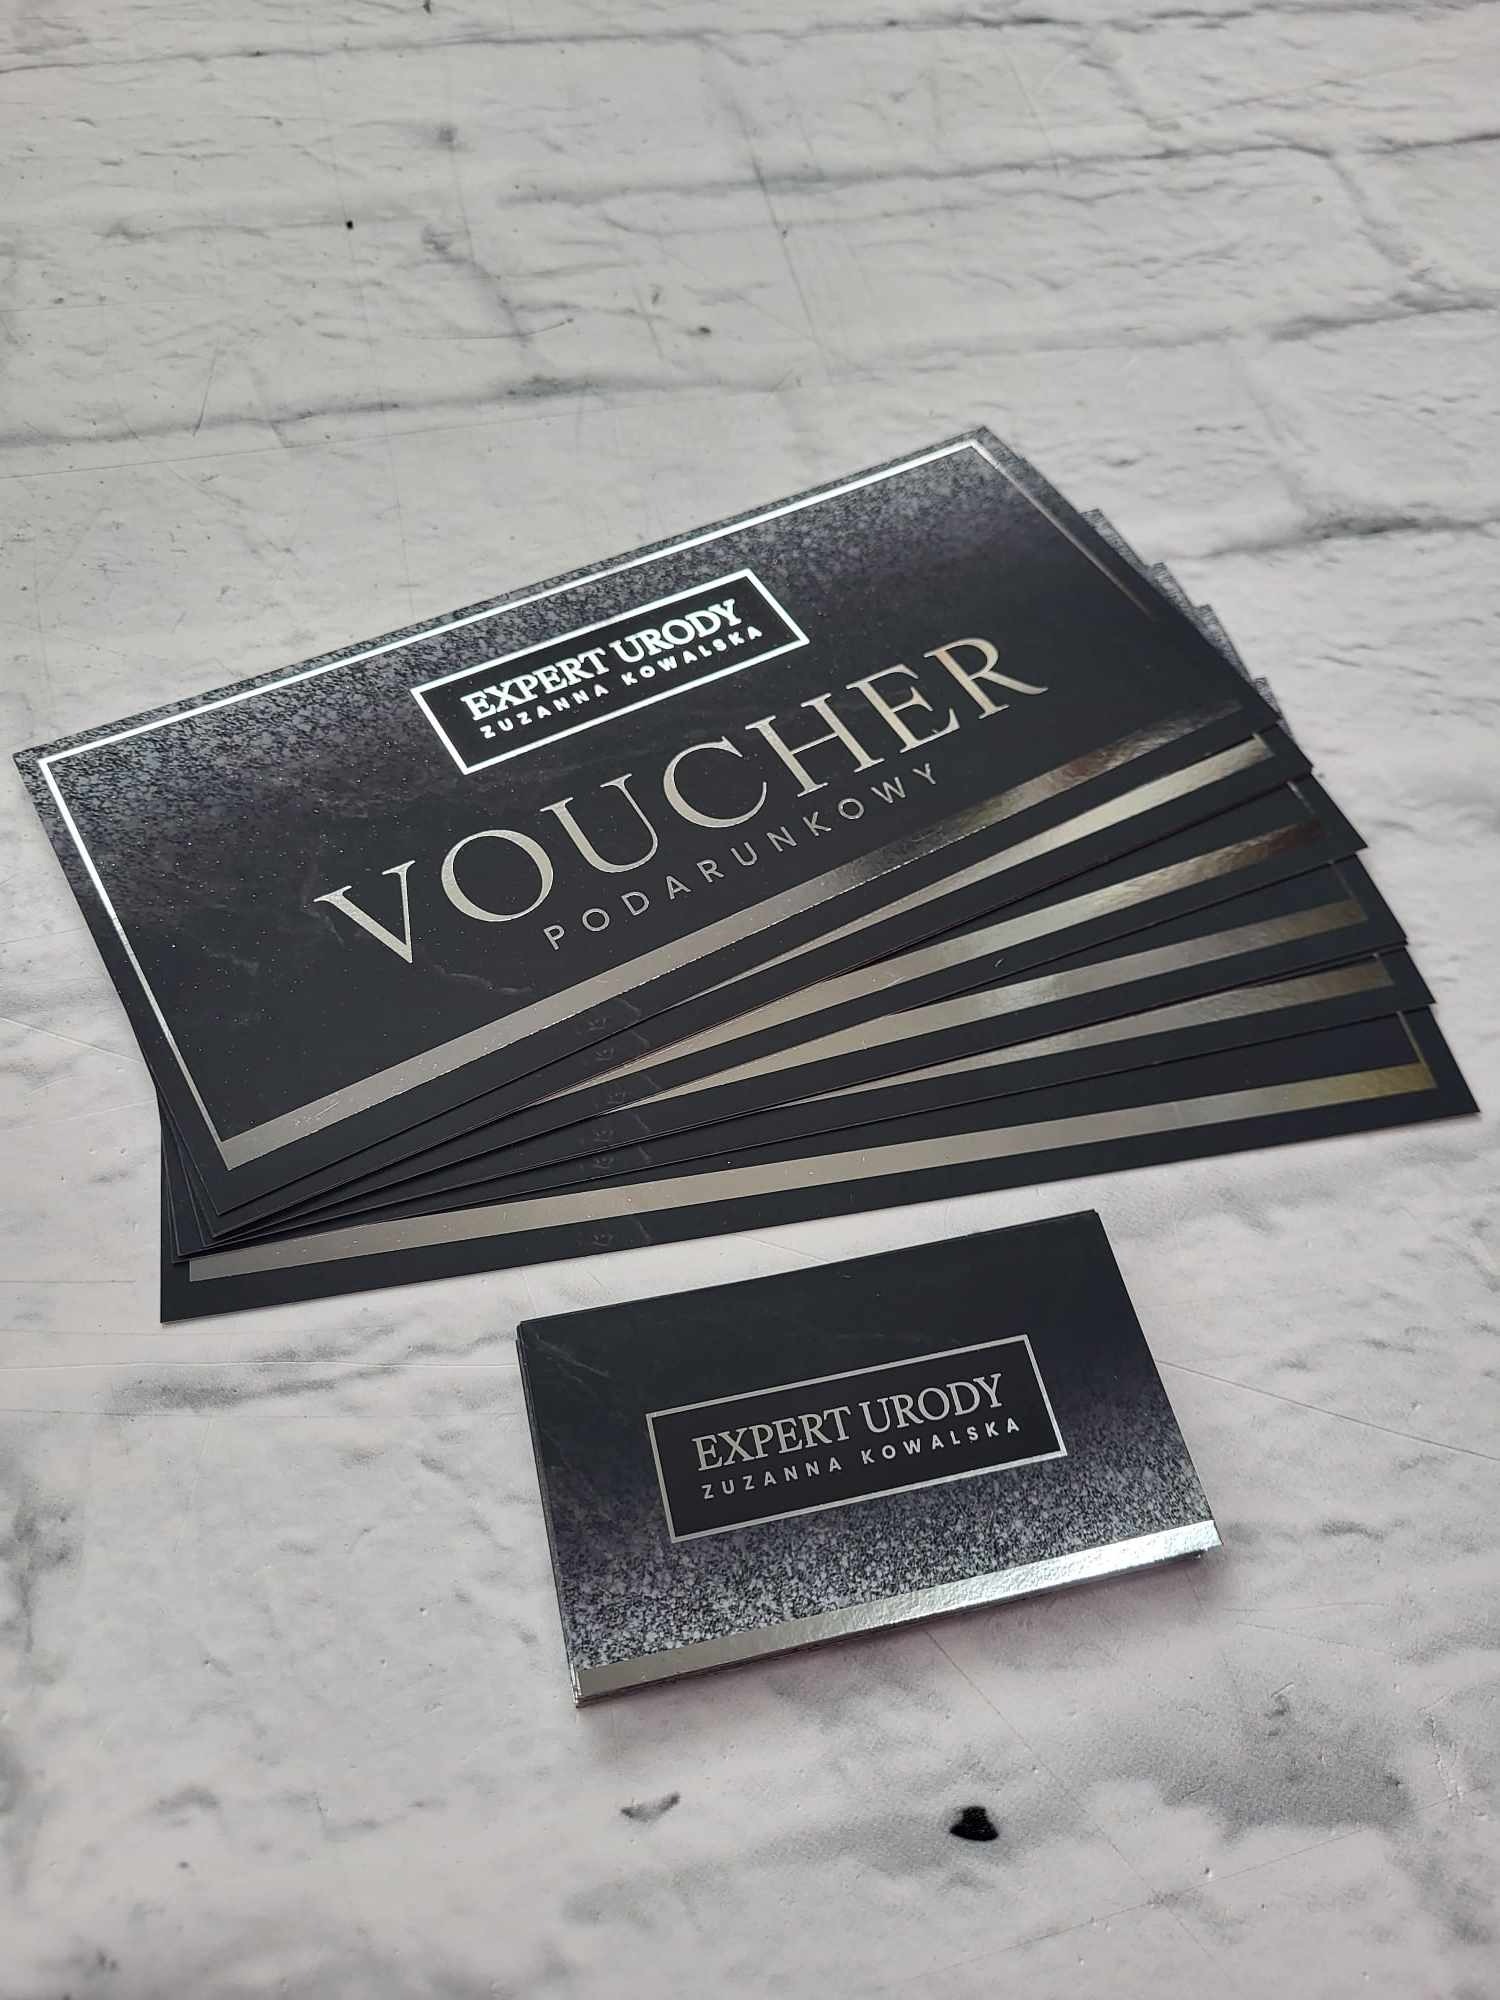 EXPERT URODY
ZUZANNA KOWALSKA
VOUCHER
PODARUNKOWY
EXPERT URODY
ZUZANNA KOWALSKA